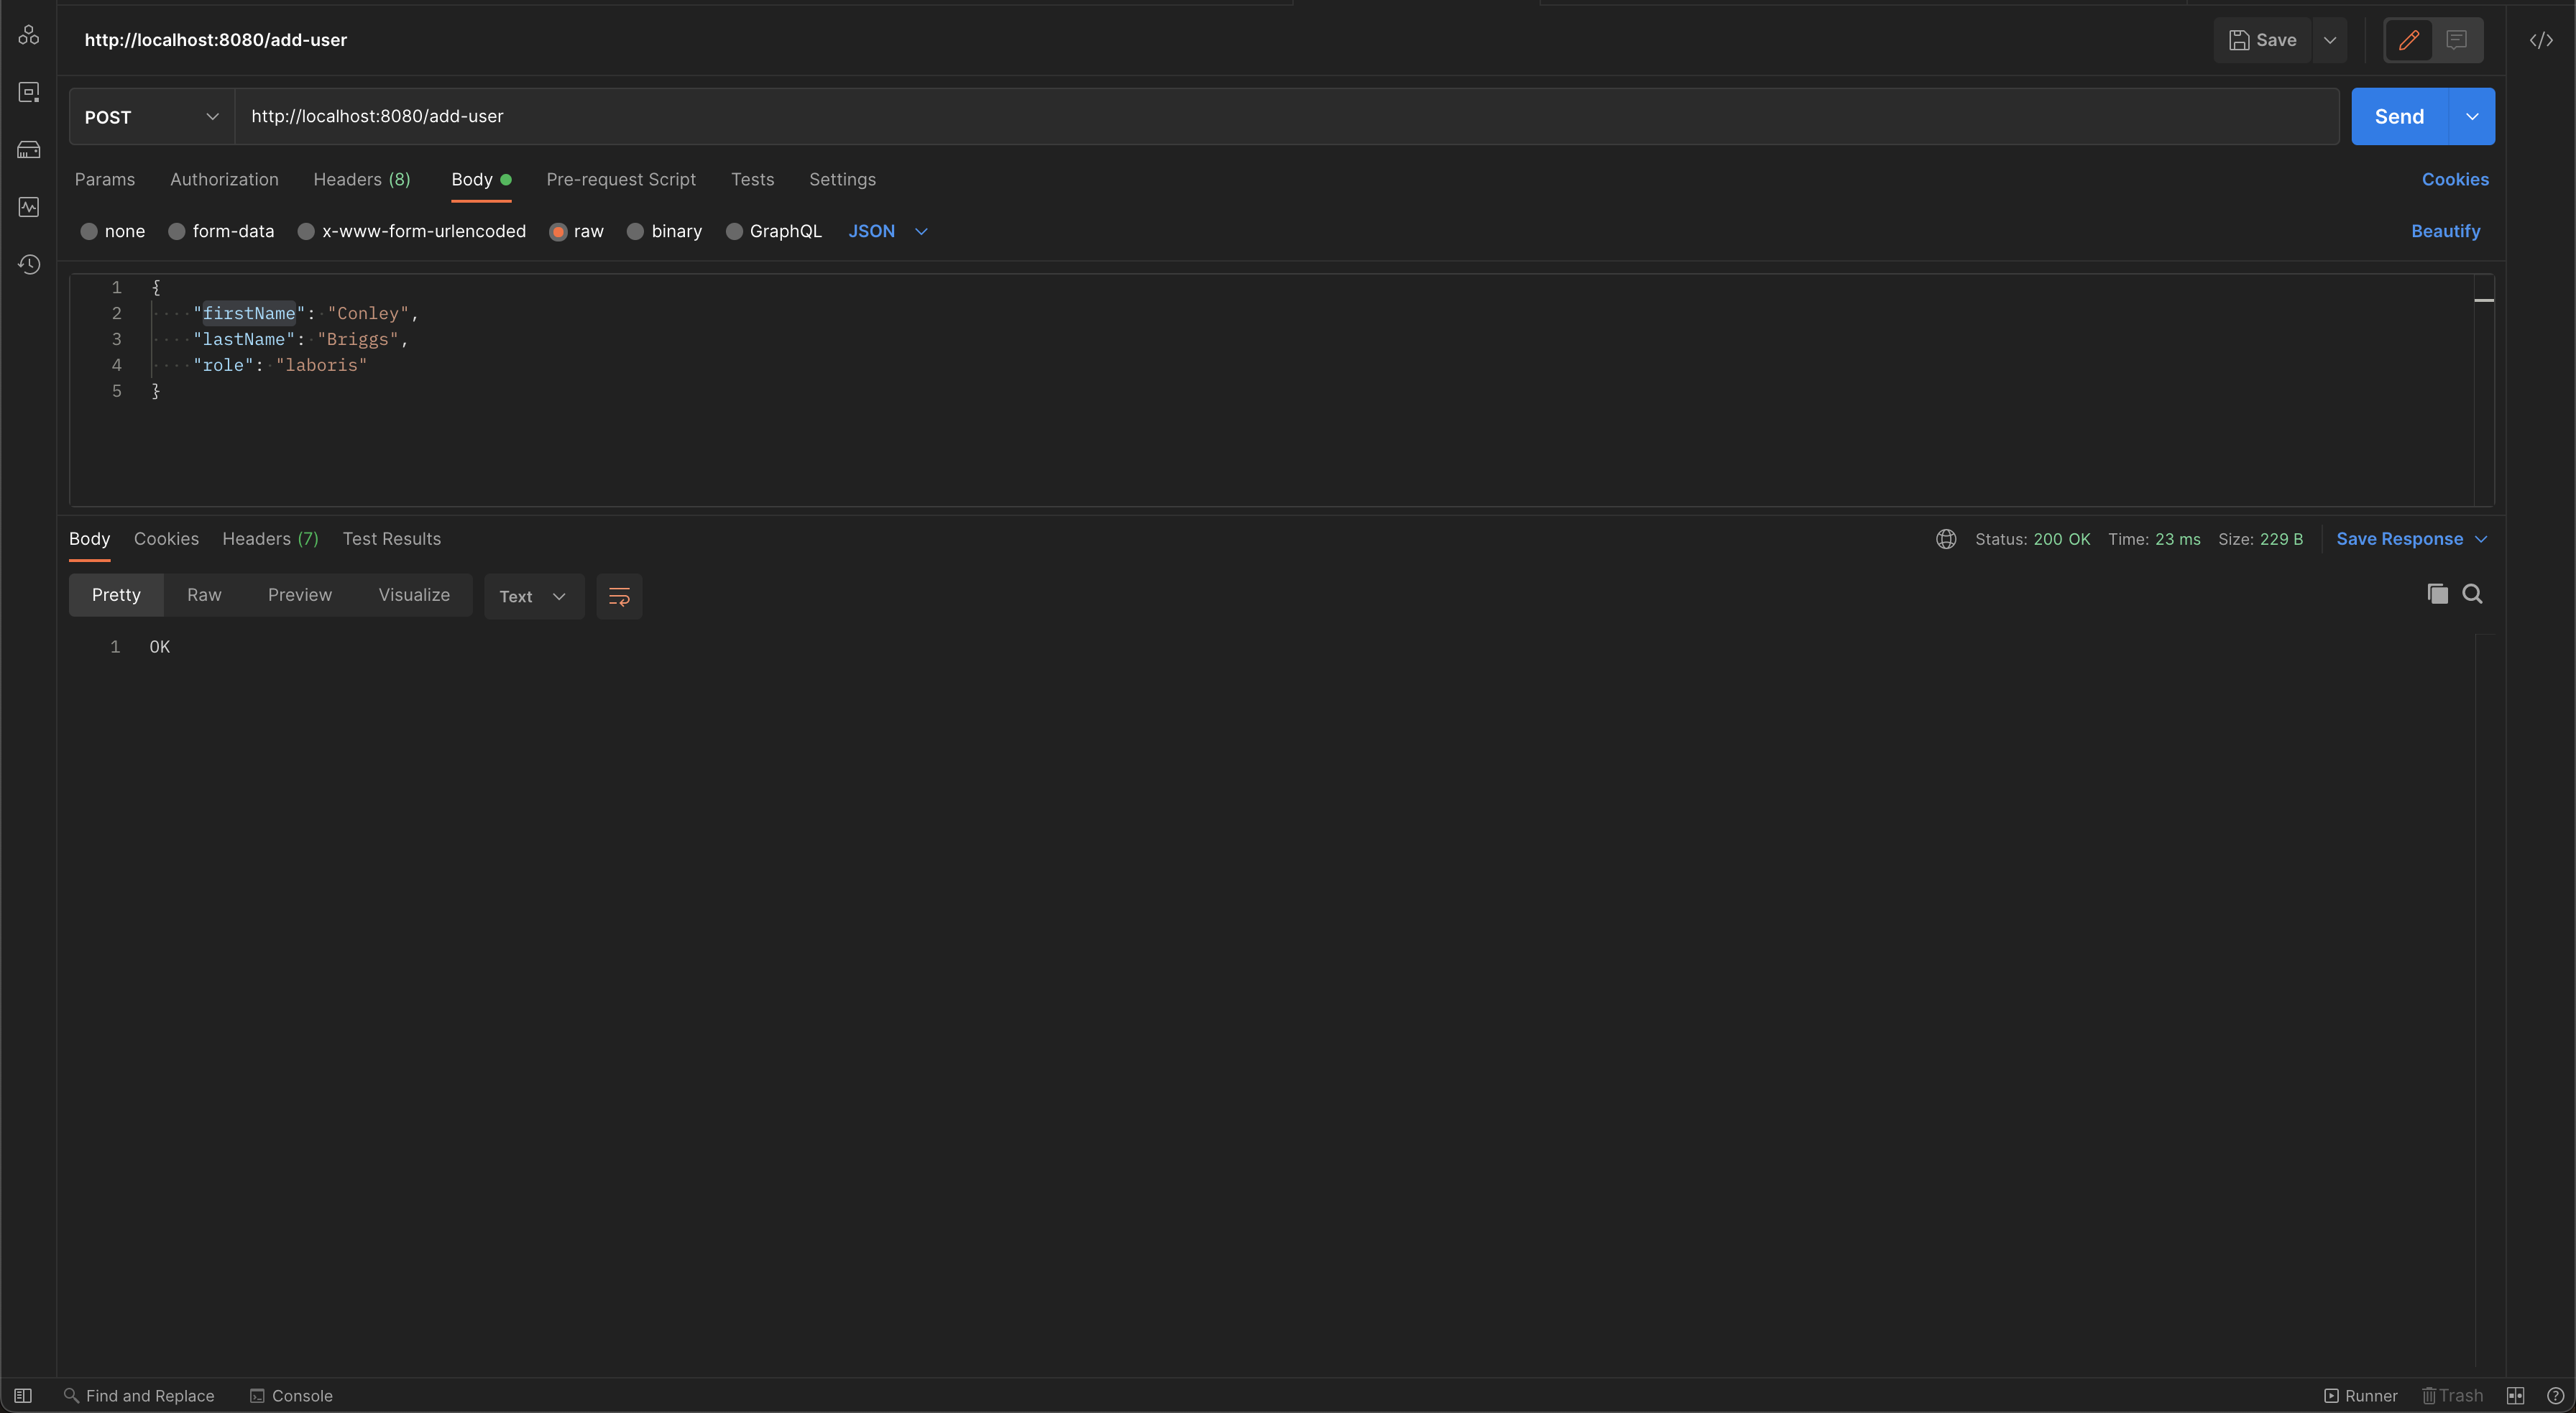 http://localhost:8080/add-user
Save
POST
http://localhost:8080/add-user
Send
Params Authorization Headers (8) Body Pre-request Script Tests Settings Cookies
none form-data x-www-form-urlencoded raw binary GraphQL JSON Beautify
1 {
2 "firstName": "Conley",
3 "lastName": "Briggs",
4 "role": "laboris"
5 }
Body Cookies Headers (7) Test Results Status: 200 OK Time: 23 ms Size: 229 B Save Response
Pretty Raw Preview Visualize Text
1 OK
Find and Replace Console Runner Trash